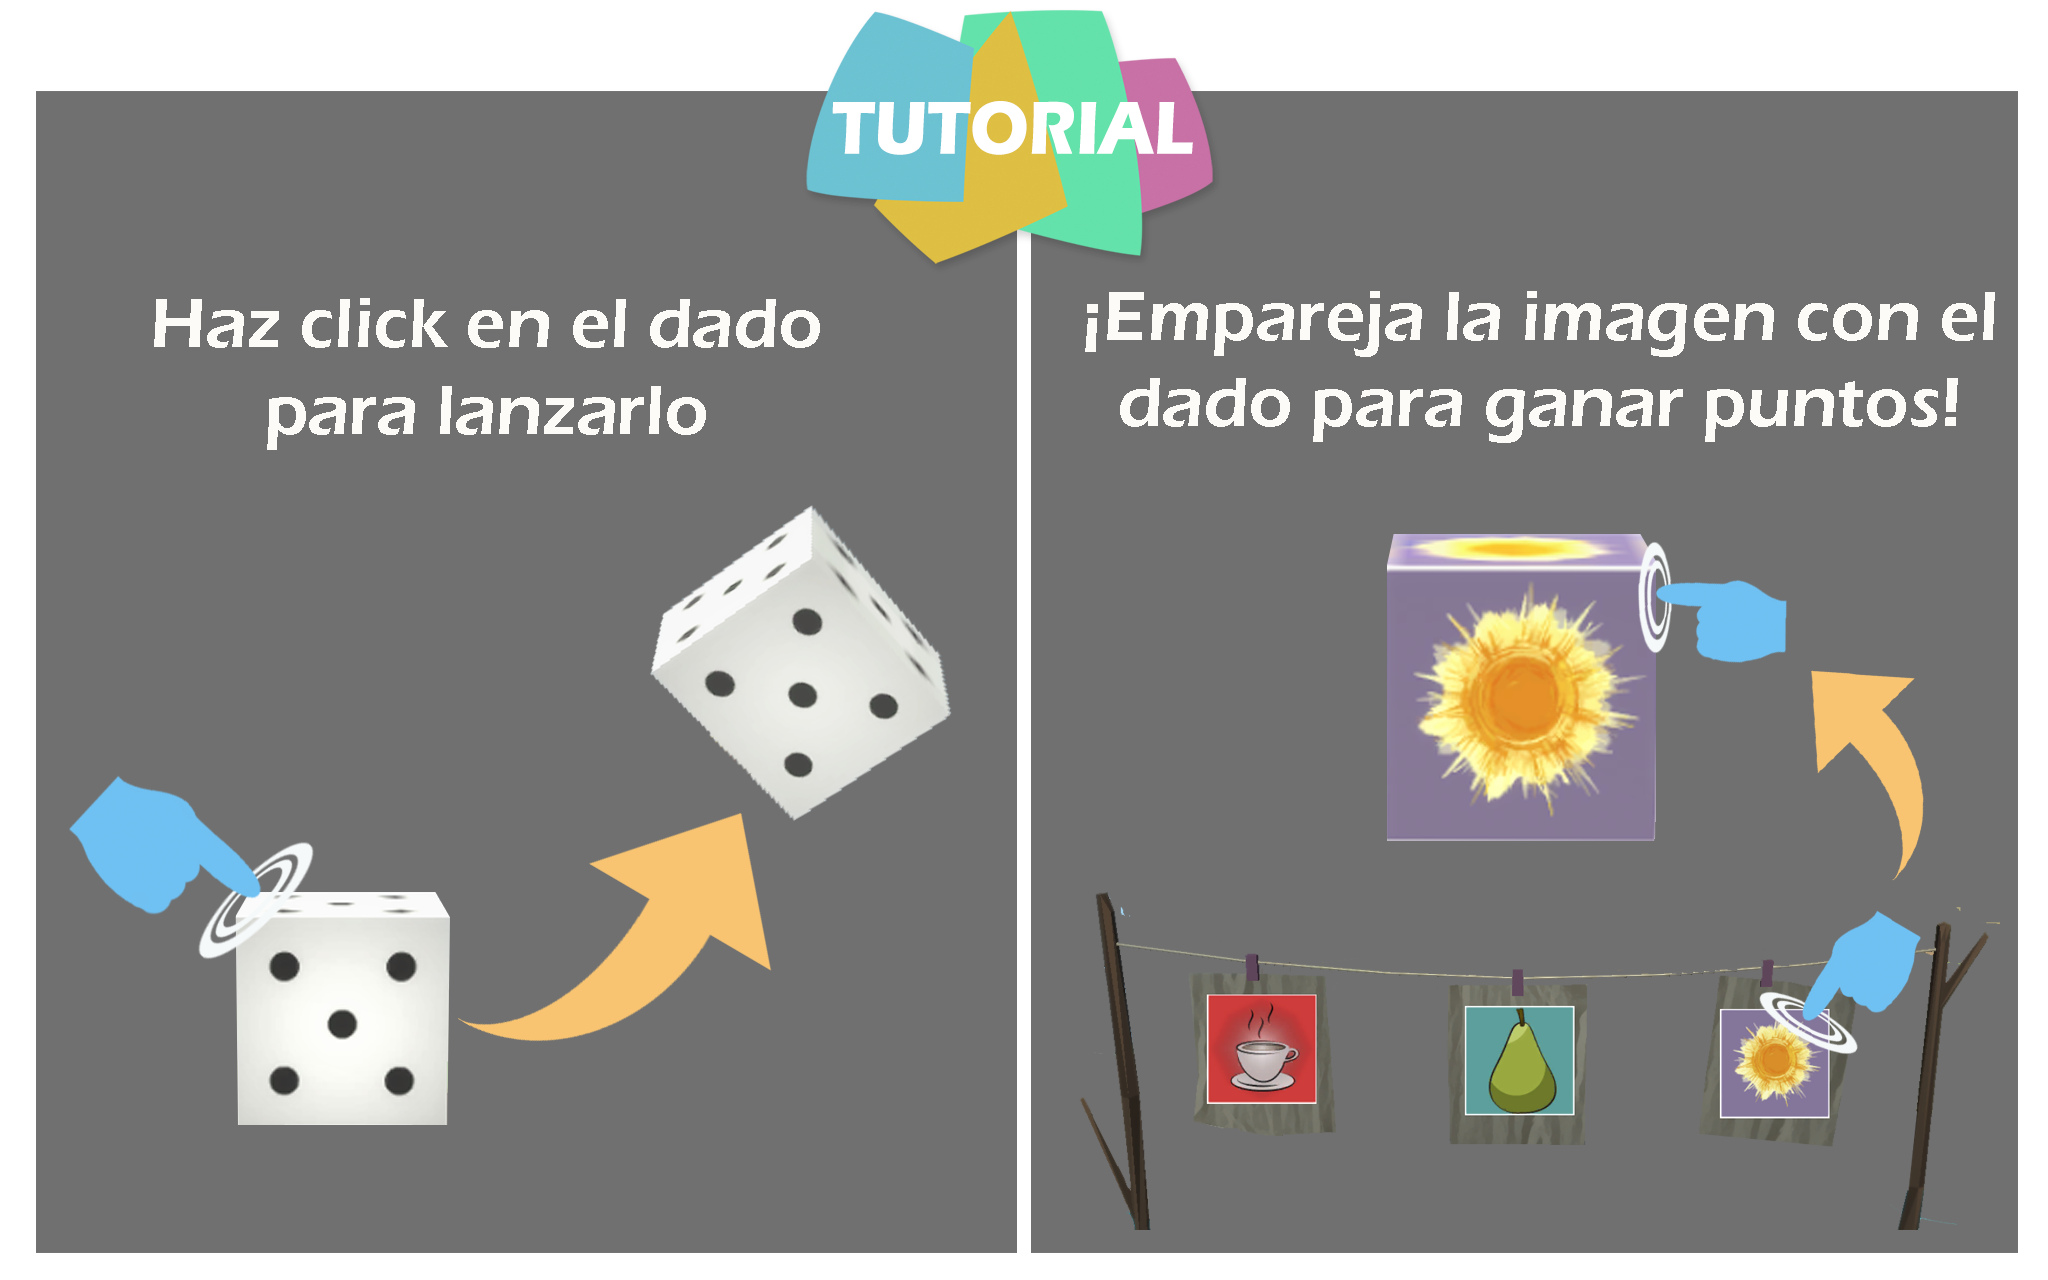 TUTORIAL
Haz click en el dado
para lanzarlo
¡Empareja la imagen con el
dado para ganar puntos!